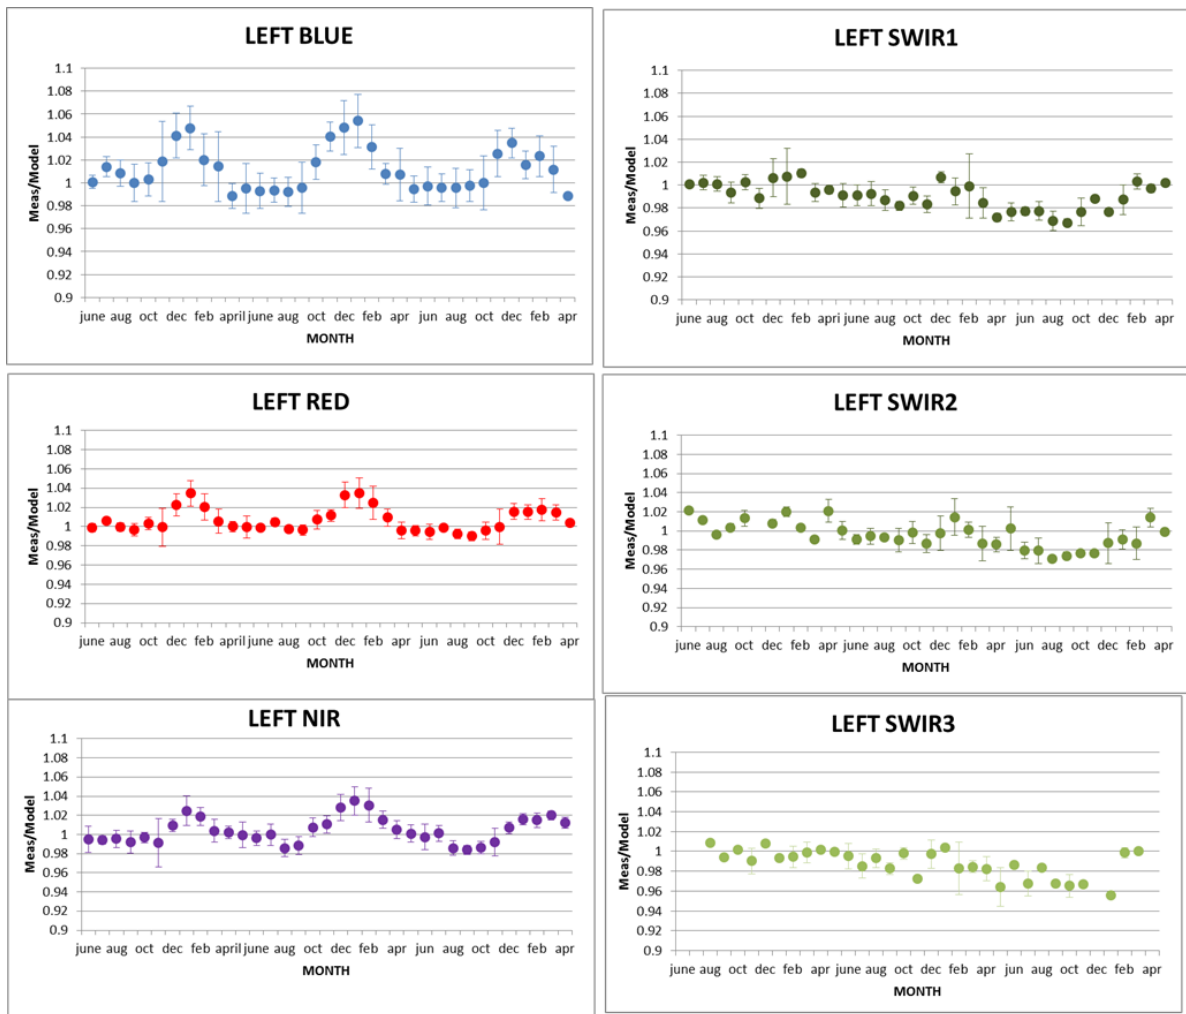 LEFT BLUE
Meas/Model
1.1
1.08
1.06
1.04
1.02
1
0.98
0.96
0.94
0.92
0.9
june aug oct dec feb april june aug oct dec feb apr jun aug oct dec feb apr
MONTH
LEFT SWIR1
Meas/Model
1.1
1.08
1.06
1.04
1.02
1
0.98
0.96
0.94
0.92
0.9
june aug oct dec feb apri june aug oct dec feb apr jun aug oct dec feb apr
MONTH
LEFT RED
Meas/Model
1.1
1.08
1.06
1.04
1.02
1
0.98
0.96
0.94
0.92
0.9
june aug oct dec feb april june aug oct dec feb apr jun aug oct dec feb apr
MONTH
LEFT SWIR2
Meas/Model
1.1
1.08
1.06
1.04
1.02
1
0.98
0.96
0.94
0.92
0.9
june aug oct dec feb apr june aug oct dec feb apr jun aug oct dec feb apr
MONTH
LEFT NIR
Meas/Model
1.1
1.08
1.06
1.04
1.02
1
0.98
0.96
0.94
0.92
0.9
june aug oct dec feb april june aug oct dec feb apr jun aug oct dec feb apr
MONTH
LEFT SWIR3
Meas/Model
1.1
1.08
1.06
1.04
1.02
1
0.98
0.96
0.94
0.92
0.9
june aug oct dec feb apr june aug oct dec feb apr jun aug oct dec feb apr
MONTH